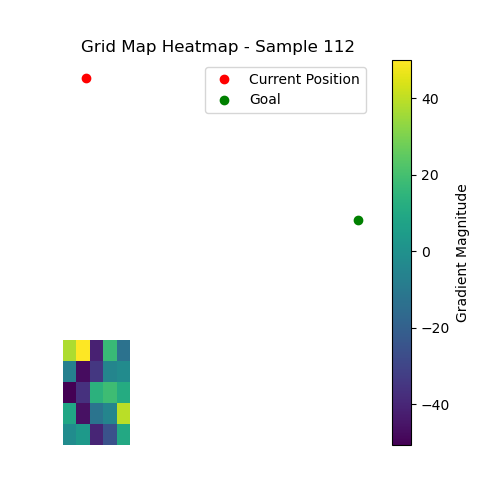 Grid Map Heatmap - Sample 112
Current Position
Goal
40
20
0
−20
−40
Gradient Magnitude